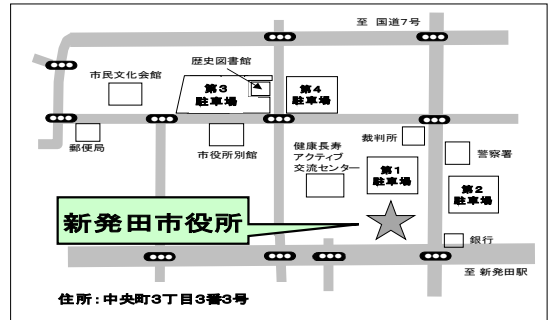 至 国道7号
歴史図書館
市民文化会館
第3
駐車場
第4
駐車場
郵便局
市役所別館
裁判所
健康長寿
アクティブ
交流センター
警察署
第1
駐車場
第2
駐車場
新発田市役所
銀行
至 新発田駅
住所:中央町3丁目3番3号